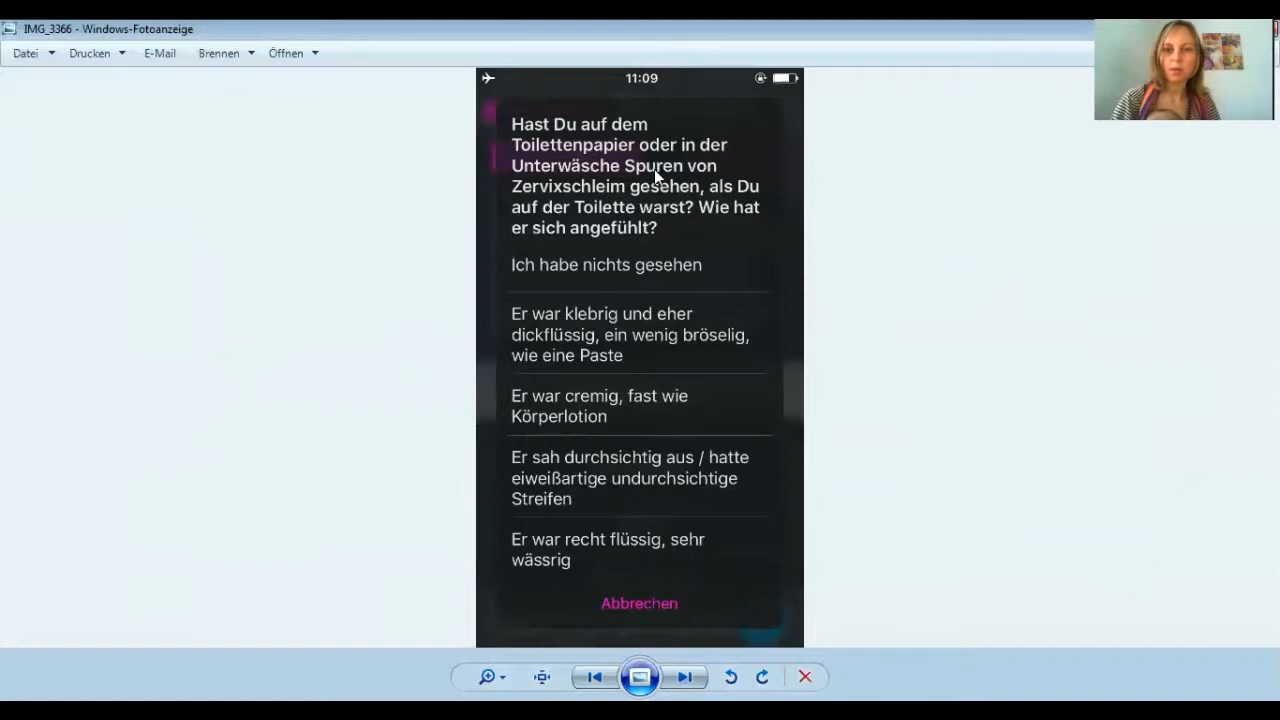 IMG_3366 - Windows-Fotoanzeige
Datei Drucken E-Mail Brennen Öffnen
11:09
Hast Du auf dem
Toilettenpapier oder in der
Unterwäsche Spuren von
Zervixschleim gesehen, als Du
auf der Toilette warst? Wie hat
er sich angefühlt?
Ich habe nichts gesehen
Er war klebrig und eher
dickflüssig, ein wenig bröselig,
wie eine Paste
Er war cremig, fast wie
Körperlotion
Er sah durchsichtig aus / hatte
eiweißartige undurchsichtige
Streifen
Er war recht flüssig, sehr
wässrig
Abbrechen